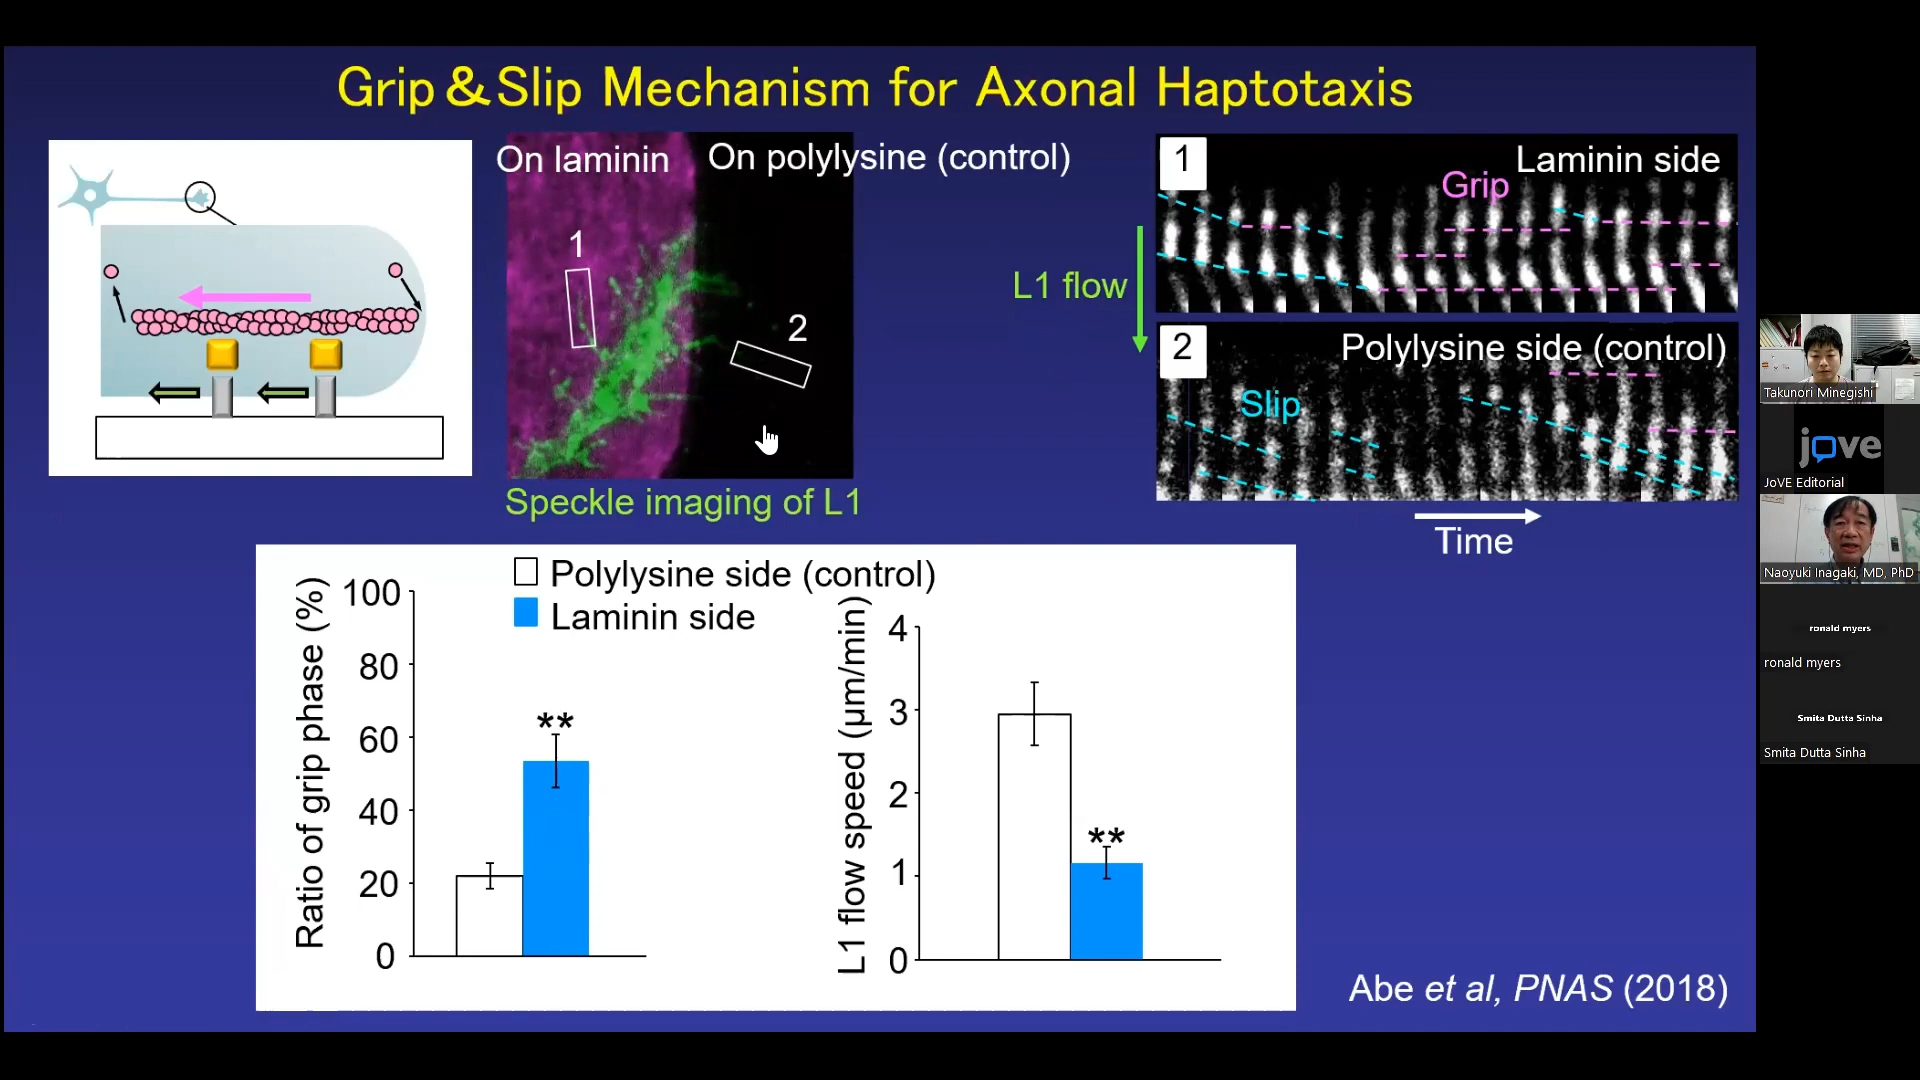 Grip&Slip Mechanism for Axonal Haptotaxis
On laminin
On polylysine (control)
1
2
Speckle imaging of L1
L1 flow
1
Laminin side
Grip
2
Polylysine side (control)
Slip
Time
Polylysine side (control)
Laminin side
Ratio of grip phase (%)
100
80
60
40
20
0
**
L1 flow speed (μm/min)
4
3
2
1
0
**
Abe et al, PNAS (2018)
Takunori Minegishi
jove
JoVE Editorial
Naoyuki Inagaki, MD, PhD
ronald myers
ronald myers
Smita Dutta Sinha
Smita Dutta Sinha